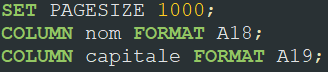 SET PAGESIZE 1000;
COLUMN nom FORMAT A18;
COLUMN capitale FORMAT A19;